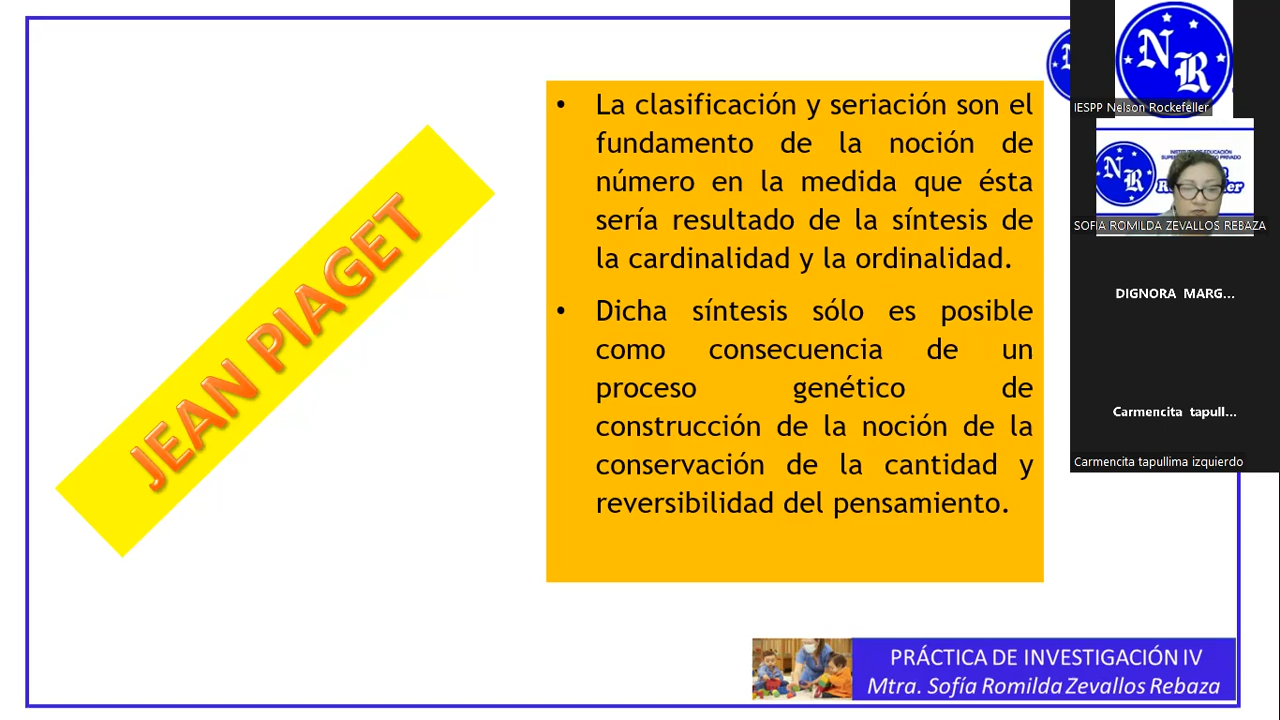 JEAN PIAGET
• La clasificación y seriación son el
fundamento de la noción de
número en la medida que ésta
sería resultado de la síntesis de
la cardinalidad y la ordinalidad.
• Dicha síntesis sólo es posible
como consecuencia de un
proceso genético de
construcción de la noción de la
conservación de la cantidad y
reversibilidad del pensamiento.
PRÁCTICA DE INVESTIGACIÓN IV
Mtra. Sofía Romilda Zevallos Rebaza
N R
IESPP Nelson Rockefeller
N R
SOFIA ROMILDA ZEVALLOS REBAZA
DIGNORA MARG...
Carmencita tapull...
Carmencita tapullima izquierdo